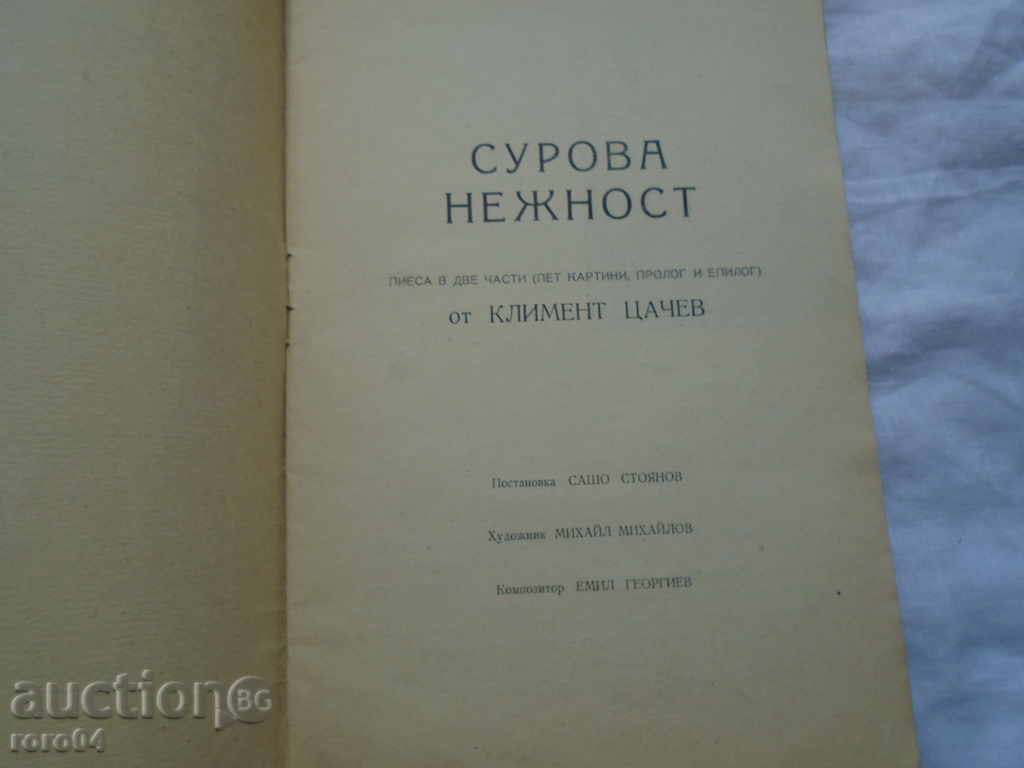 СУРОВА
НЕЖНОСТ
ПИЕСА В ДВЕ ЧАСТИ (ПЕТ КАРТИНИ, ПРОЛОГ И ЕПИЛОГ)
от КЛИМЕНТ ЦАЧЕВ
Постановка САШО СТОЯНОВ
Художник МИХАЙЛ МИХАЙЛОВ
Композитор ЕМИЛ ГЕОРГИЕВ
auction BG
roro04